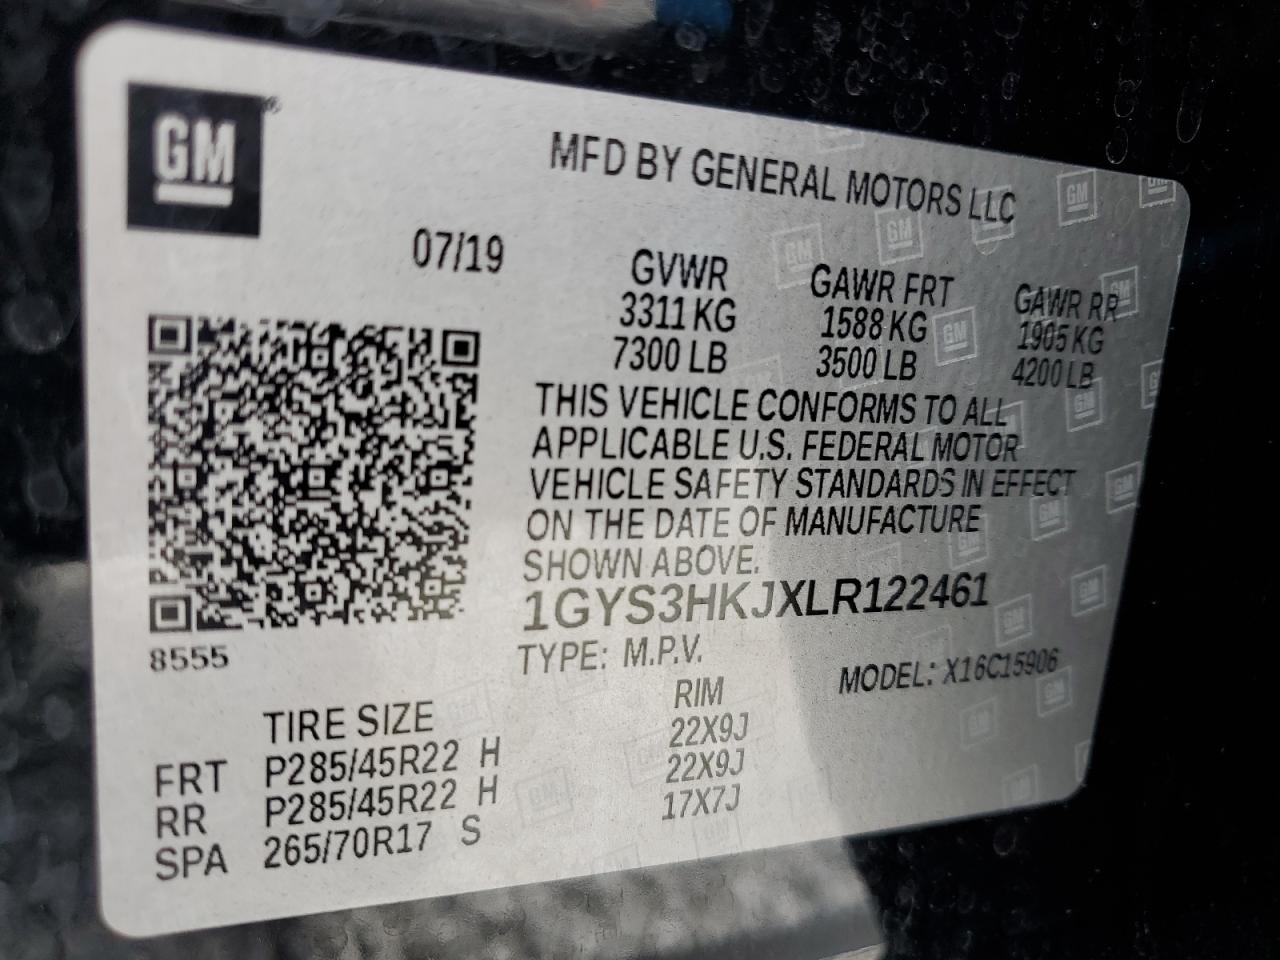 GM
MFD BY GENERAL MOTORS LLC
07/19
GVWR GAWR FRT GAWR RR
3311 KG 1588 KG 1905 KG
7300 LB 3500 LB 4200 LB
THIS VEHICLE CONFORMS TO ALL
APPLICABLE U.S. FEDERAL MOTOR
VEHICLE SAFETY STANDARDS IN EFFECT
ON THE DATE OF MANUFACTURE
SHOWN ABOVE.
1GYS3HKJXLR122461
8555
TYPE: M.P.V. MODEL: X16C15906
TIRE SIZE RIM
FRT P285/45R22 H 22X9J
RR P285/45R22 H 22X9J
SPA 265/70R17 S 17X7J